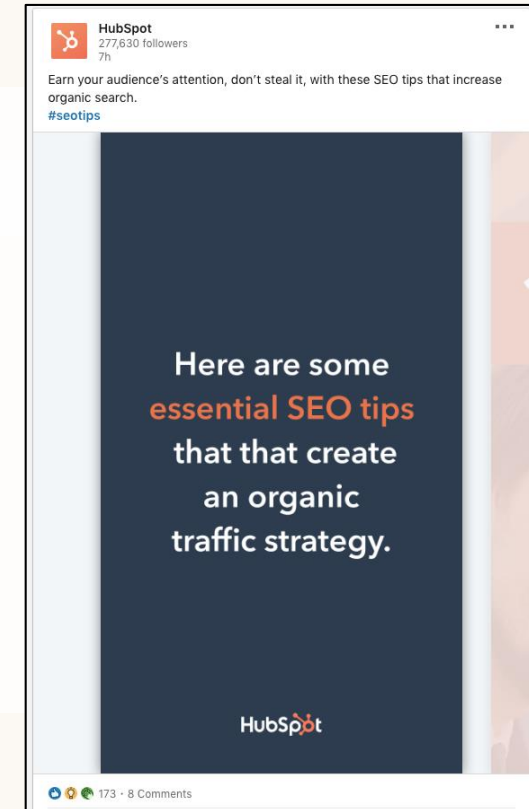 HubSpot
277,630 followers
7h
Earn your audience's attention, don't steal it, with these SEO tips that increase
organic search.
#seotips
Here are some
essential SEO tips
that that create
an organic
traffic strategy.
HubSpot
173 · 8 Comments